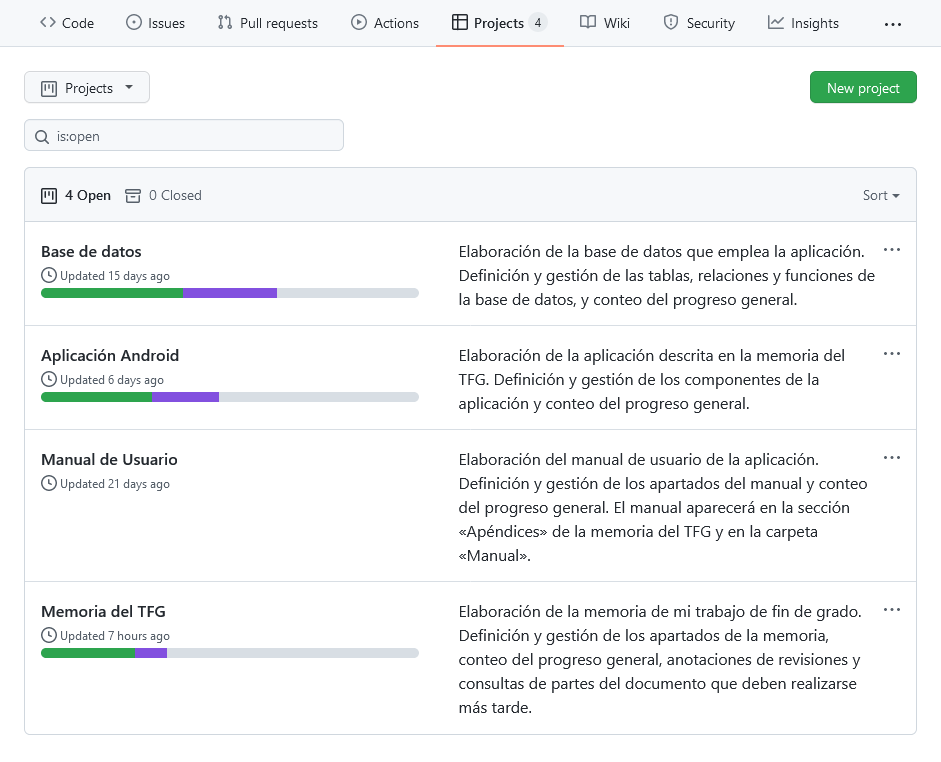 Code Issues Pull requests Actions Projects 4 Wiki Security Insights ...
Projects New project
is:open
4 Open 0 Closed Sort
Base de datos
Updated 15 days ago
Elaboración de la base de datos que emplea la aplicación.
Definición y gestión de las tablas, relaciones y funciones de
la base de datos, y conteo del progreso general.
Aplicación Android
Updated 6 days ago
Elaboración de la aplicación descrita en la memoria del
TFG. Definición y gestión de los componentes de la
aplicación y conteo del progreso general.
Manual de Usuario
Updated 21 days ago
Elaboración del manual de usuario de la aplicación.
Definición y gestión de los apartados del manual y conteo
del progreso general. El manual aparecerá en la sección
«Apéndices» de la memoria del TFG y en la carpeta
«Manual».
Memoria del TFG
Updated 7 hours ago
Elaboración de la memoria de mi trabajo de fin de grado.
Definición y gestión de los apartados de la memoria,
conteo del progreso general, anotaciones de revisiones y
consultas de partes del documento que deben realizarse
más tarde.